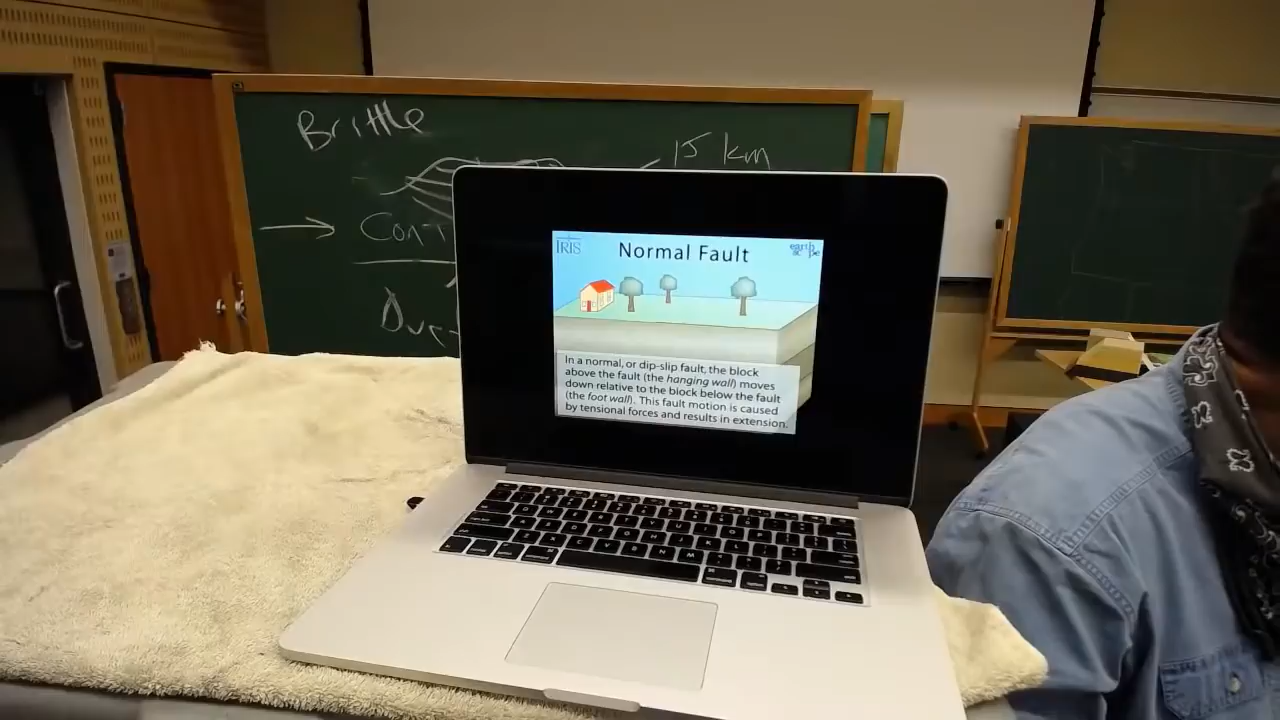 Brittle
15 km
IRIS
Normal Fault
earth
scope
In a normal, or dip-slip fault, the block
above the fault (the hanging wall) moves
down relative to the block below the fault
(the foot wall). This fault motion is caused
by tensional forces and results in extension.